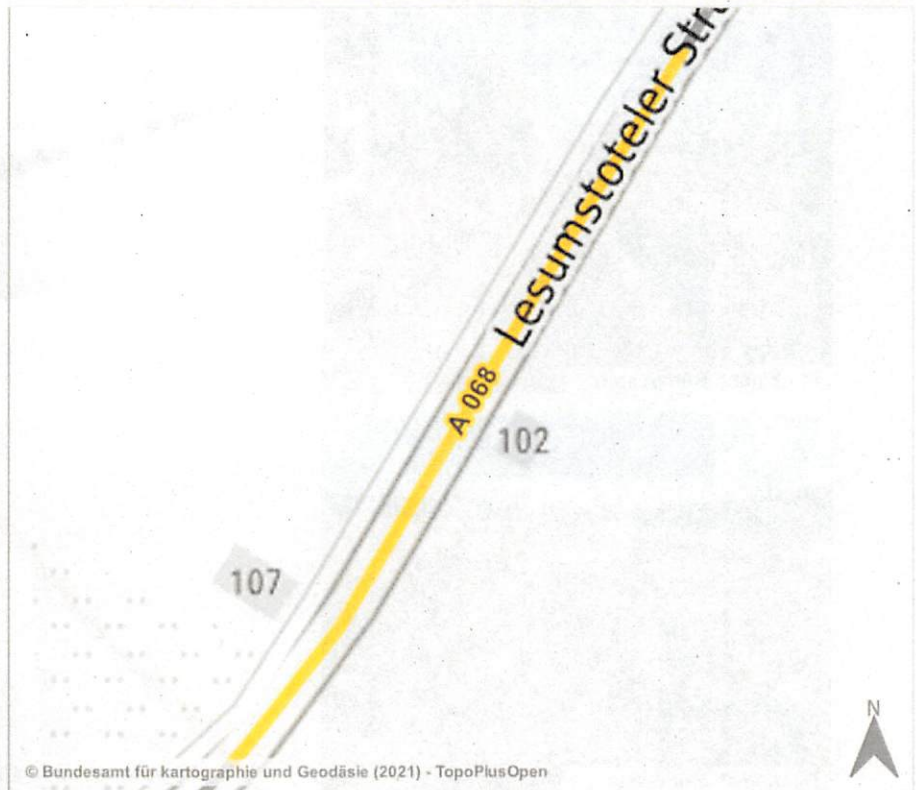 Lesumstoteler Str
A 068
102
107
N
© Bundesamt für kartographie und Geodäsie (2021) - TopoPlusOpen